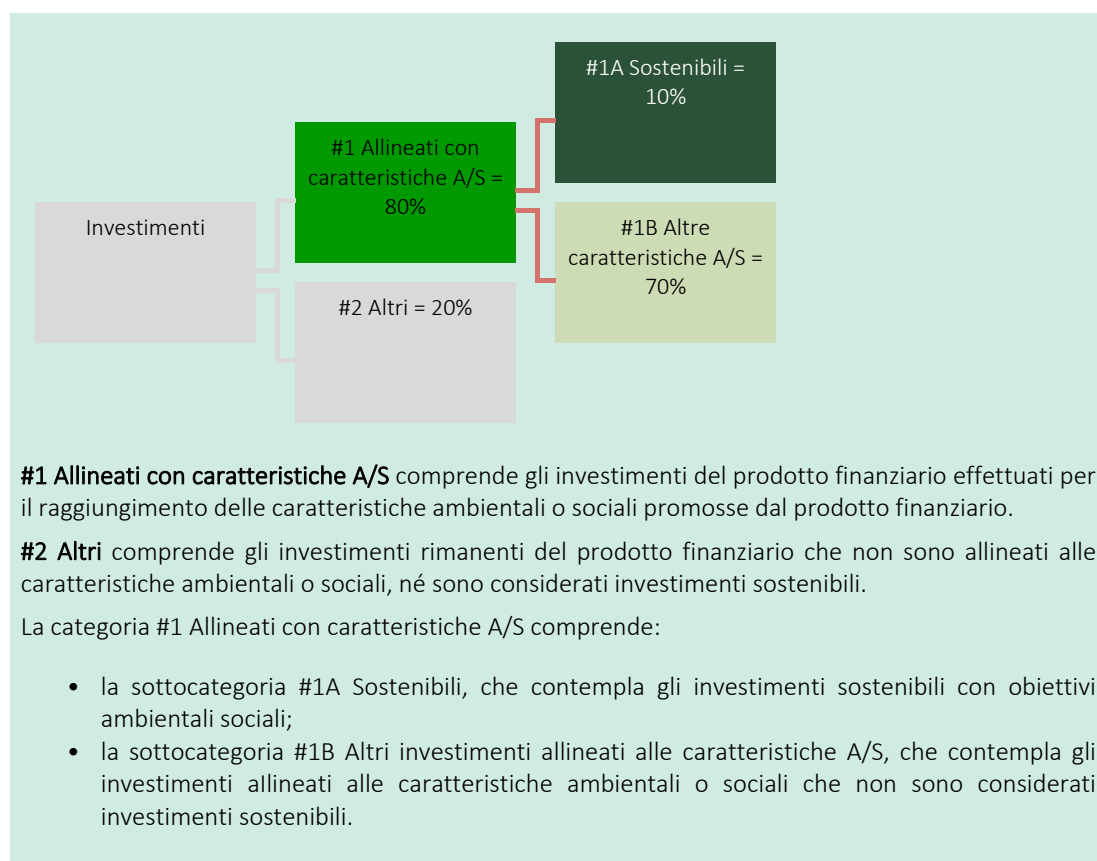 #1A Sostenibili =
10%
#1 Allineati con
caratteristiche A/S =
80%
Investimenti
#1B Altre
caratteristiche A/S =
70%
#2 Altri = 20%
#1 Allineati con caratteristiche A/S comprende gli investimenti del prodotto finanziario effettuati per
il raggiungimento delle caratteristiche ambientali o sociali promosse dal prodotto finanziario.
#2 Altri comprende gli investimenti rimanenti del prodotto finanziario che non sono allineati alle
caratteristiche ambientali o sociali, né sono considerati investimenti sostenibili.
La categoria #1 Allineati con caratteristiche A/S comprende:
• la sottocategoria #1A Sostenibili, che contempla gli investimenti sostenibili con obiettivi
ambientali sociali;
• la sottocategoria #1B Altri investimenti allineati alle caratteristiche A/S, che contempla gli
investimenti allineati alle caratteristiche ambientali o sociali che non sono considerati
investimenti sostenibili.